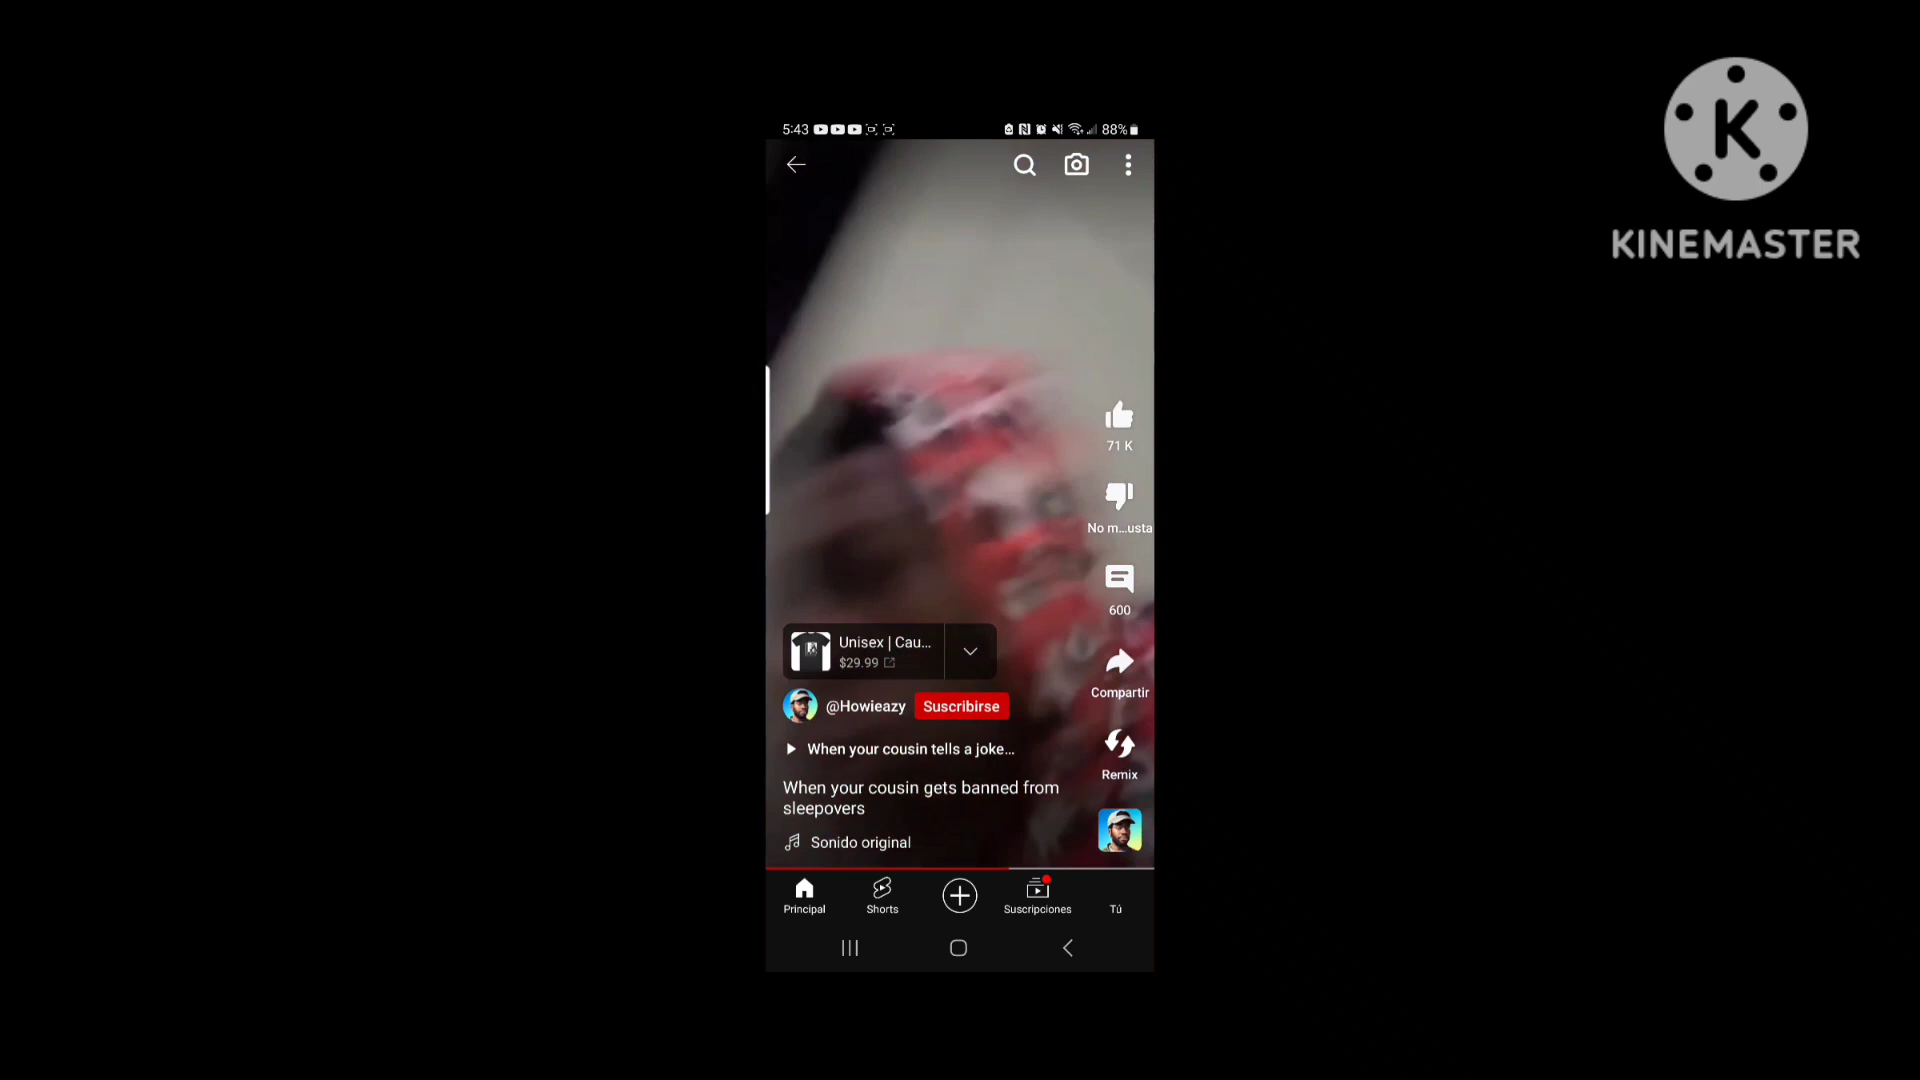 5:43
88%
KINEMASTER
71 K
No m...usta
600
Unisex | Cau...
$29.99
Compartir
@Howieazy
Suscribirse
When your cousin tells a joke...
Remix
When your cousin gets banned from
sleepovers
Sonido original
Principal
Shorts
Suscripciones
Tú